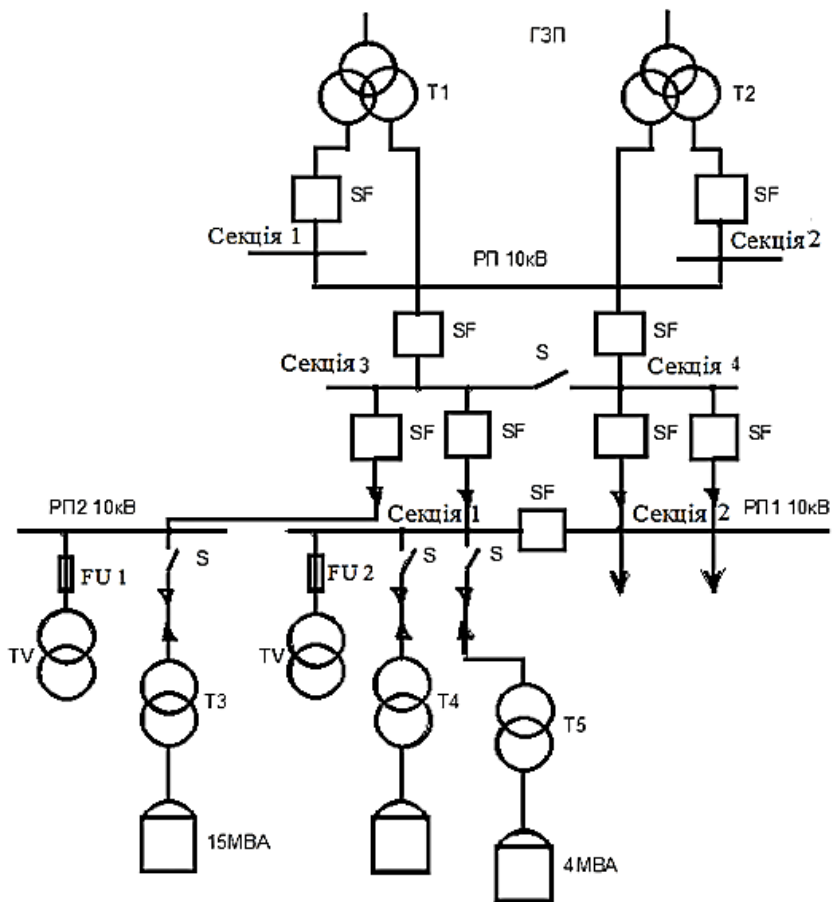 ГЗП
T1
T2
SF
SF
Секція 1
Секція 2
РП 10кВ
SF
SF
S
Секція 3
Секція 4
SF
SF
SF
SF
РП2 10кВ
SF
Секція 1
Секція 2
РП1 10кВ
S
S
S
FU 1
FU 2
TV
TV
T3
T4
T5
15МВА
4МВА